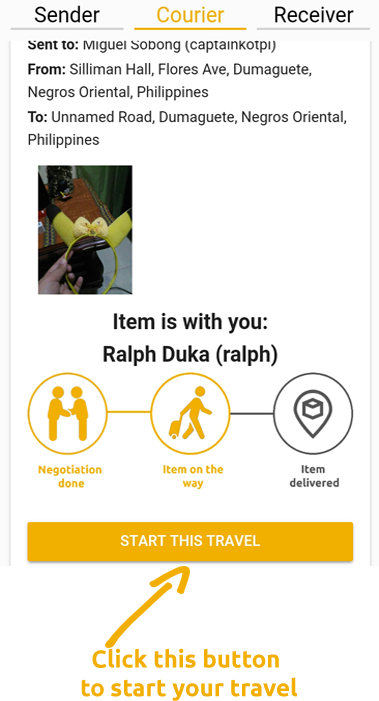 Sender Courier Receiver
Sent to: Miguel Sobong (captainkotpi)
From: Silliman Hall, Flores Ave, Dumaguete,
Negros Oriental, Philippines
To: Unnamed Road, Dumaguete, Negros Oriental,
Philippines
Item is with you:
Ralph Duka (ralph)
Negotiation done
Item on the way
Item delivered
START THIS TRAVEL
Click this button
to start your travel